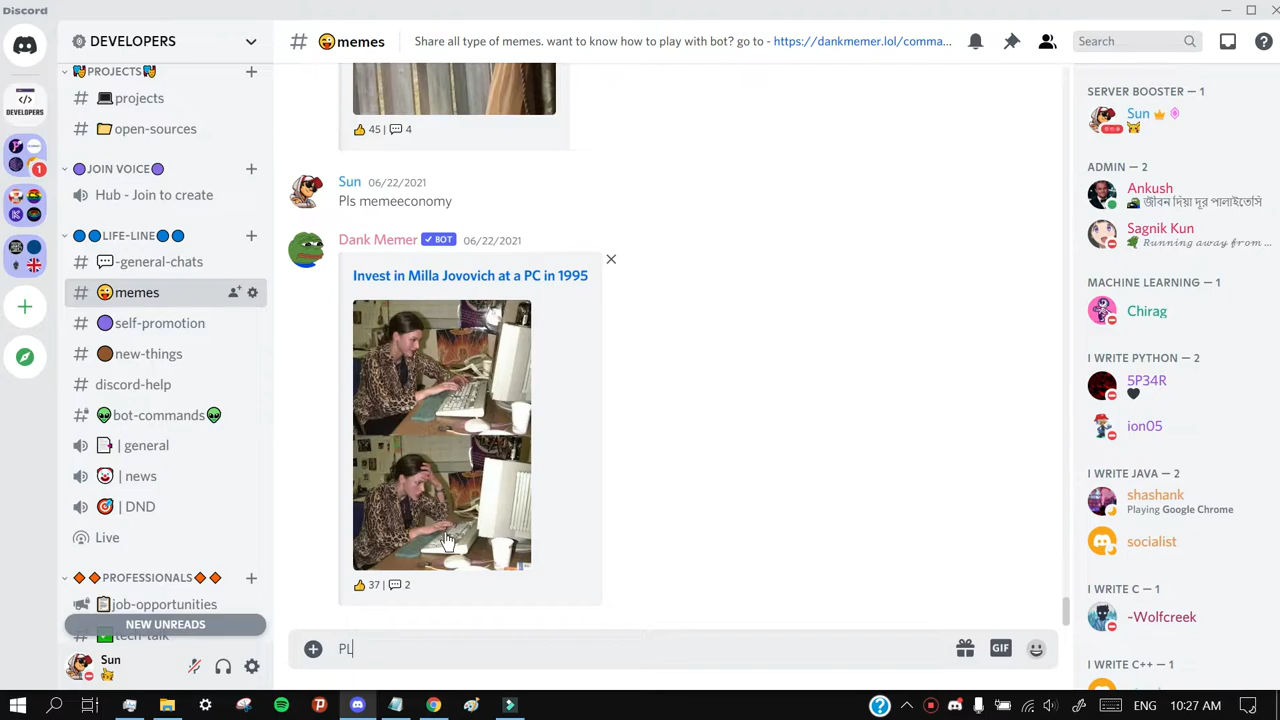 Discord
DEVELOPERS
memes
Share all type of memes. want to know how to play with bot? go to - https://dankmemer.lol/comma...
Search
PROJECTS
projects
open-sources
JOIN VOICE
Hub - Join to create
LIFE-LINE
-general-chats
memes
self-promotion
new-things
discord-help
bot-commands
| general
| news
| DND
Live
PROFESSIONALS
job-opportunities
NEW UNREADS
tech-talk
Sun
DEVELOPERS
1
45 | 4
Sun 06/22/2021
Pls memeeconomy
Dank Memer BOT 06/22/2021
Invest in Milla Jovovich at a PC in 1995
37 | 2
PL
GIF
SERVER BOOSTER — 1
Sun
ADMIN — 2
Ankush
জীবন দিয়া দূর পালাইতেসি
Sagnik Kun
Running away from ...
MACHINE LEARNING — 1
Chirag
I WRITE PYTHON — 2
5P34R
ion05
I WRITE JAVA — 2
shashank
Playing Google Chrome
socialist
I WRITE C — 1
~Wolfcreek
I WRITE C++ — 1
ENG 10:27 AM